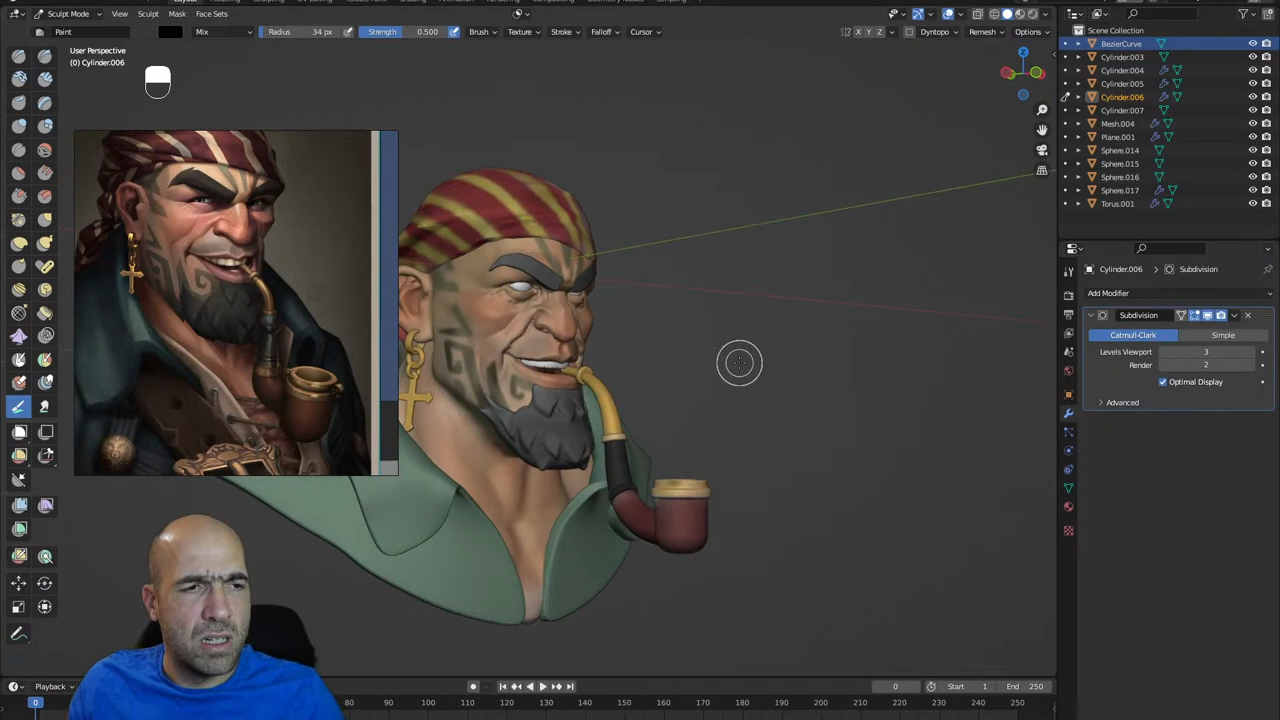 Sculpt Mode View Sculpt Mask Face Sets
Paint Mix Radius 34 px Strength 0.500 Brush Texture Stroke Falloff Cursor X Y Z Dyntopo Remesh Options
User Perspective
(0) Cylinder.006
Scene Collection
BezierCurve
Cylinder.003
Cylinder.004
Cylinder.005
Cylinder.006
Cylinder.007
Mesh.004
Plane.001
Sphere.014
Sphere.015
Sphere.016
Sphere.017
Torus.001
Cylinder.006 > Subdivision
Add Modifier
Subdivision
Catmull-Clark Simple
Levels Viewport 3
Render 2
Optimal Display
Advanced
Z
Playback 0 Start 1 End 250
0 100 110 120 130 140 150 160 170 180 190 200 210 220 230 240 250